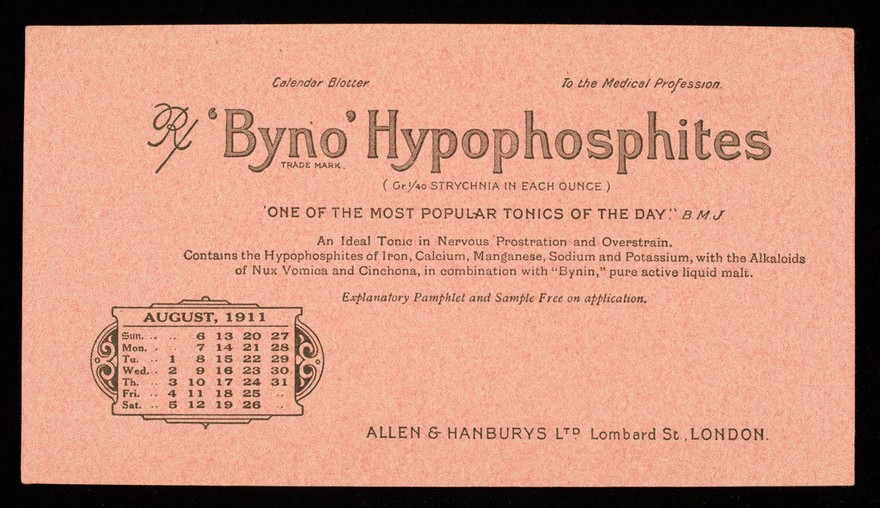 Calendar Blotter To the Medical Profession.
Rx 'Byno' Hypophosphites
TRADE MARK.
( Gr. 1/40 STRYCHNIA IN EACH OUNCE.)
'ONE OF THE MOST POPULAR TONICS OF THE DAY." B M J
An Ideal Tonic in Nervous Prostration and Overstrain.
Contains the Hypophosphites of Iron, Calcium, Manganese, Sodium and Potassium, with the Alkaloids
of Nux Vomica and Cinchona, in combination with "Bynin," pure active liquid malt.
Explanatory Pamphlet and Sample Free on application.
AUGUST, 1911
Sun. .. .. 6 13 20 27
Mon. .. 7 14 21 28
Tu. .. 1 8 15 22 29
Wed... 2 9 16 23 30
Th. .. 3 10 17 24 31
Fri. .. 4 11 18 25 ..
Sat. .. 5 12 19 26 ..
ALLEN & HANBURYS LTD Lombard St., LONDON.